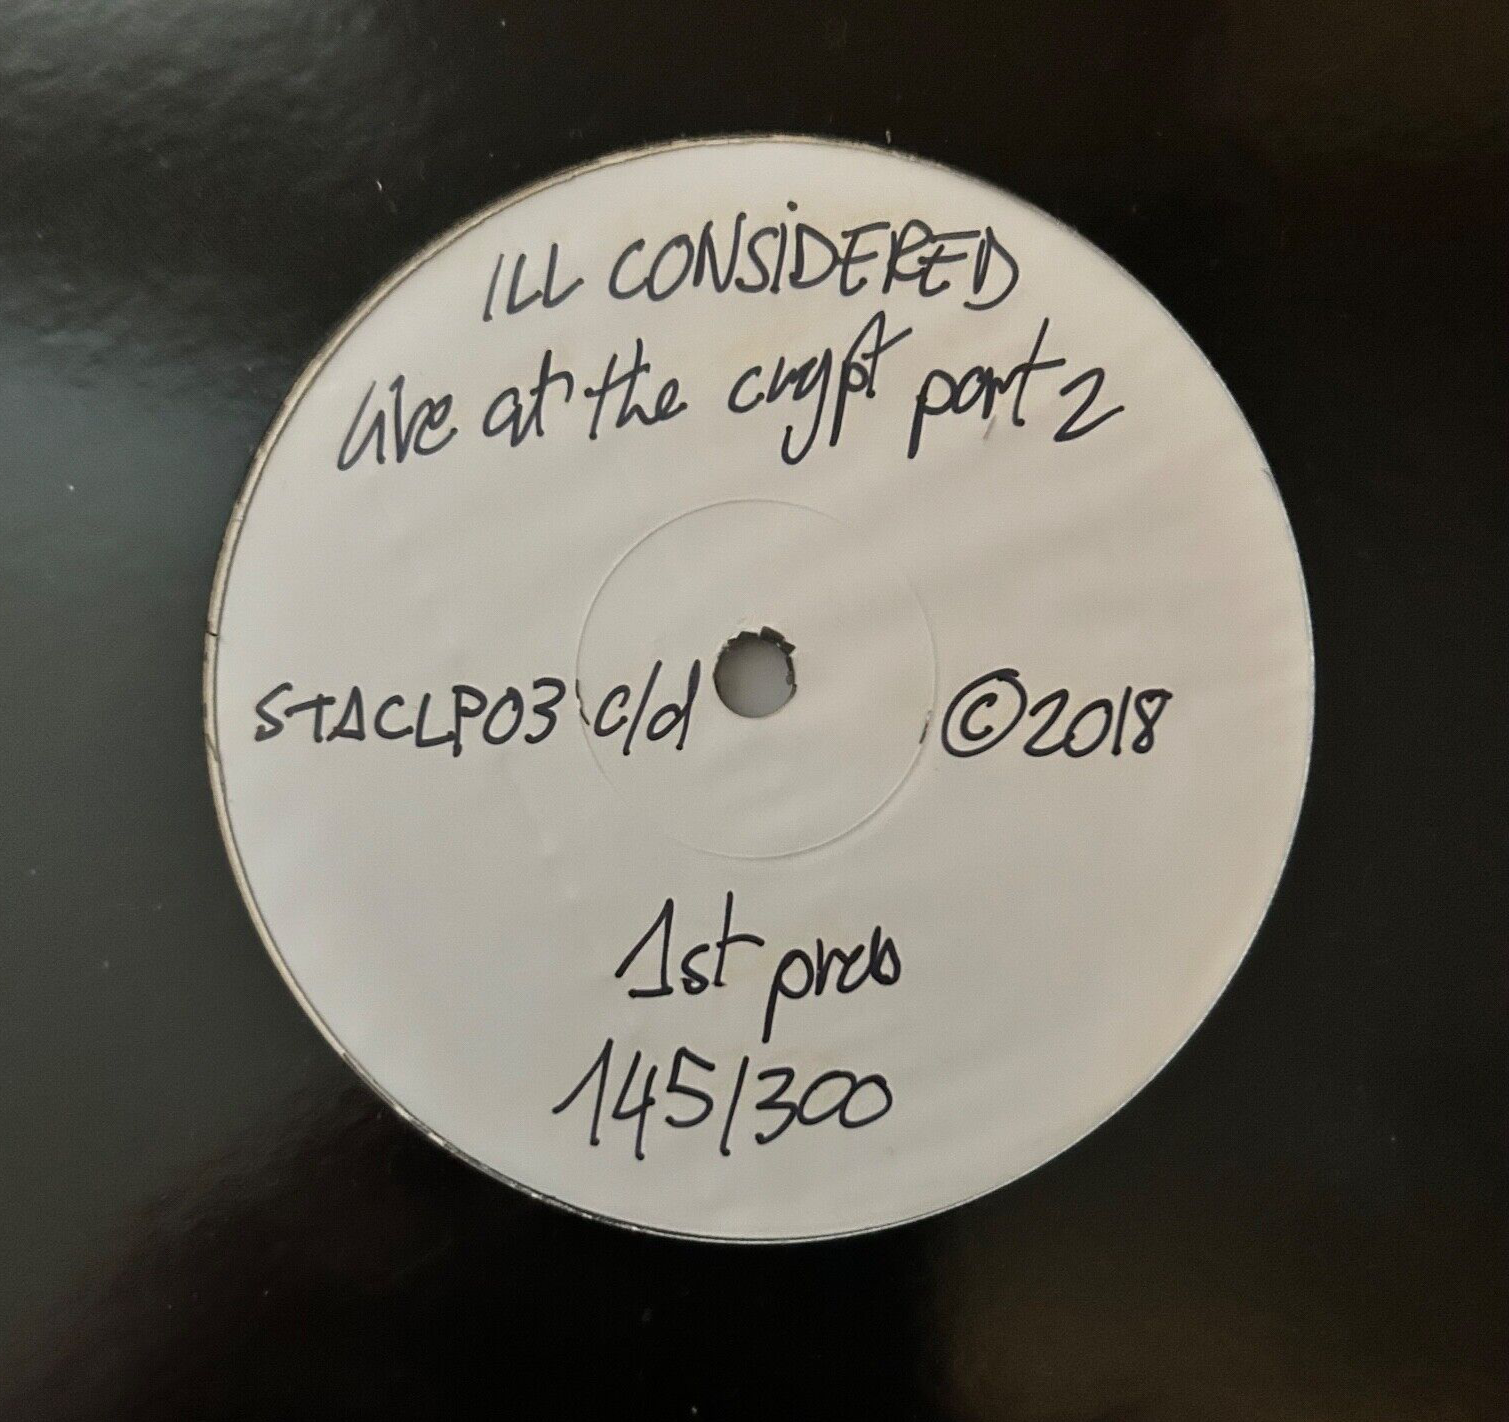 ILL CONSiDERED
live at the crypt part 2
STACLP03 c/d ©2018
1st press
145/300